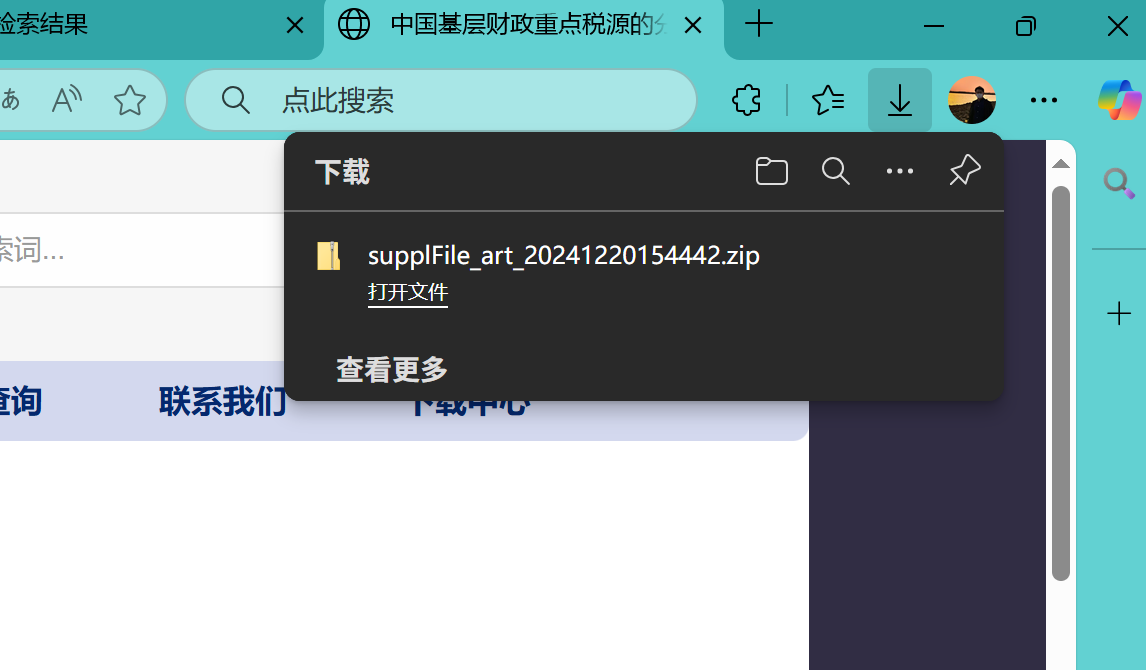 检索结果
中国基层财政重点税源的分
あ
点此搜索
下载
索词...
supplFile_art_20241220154442.zip
打开文件
查看更多
查询
联系我们
下载中心